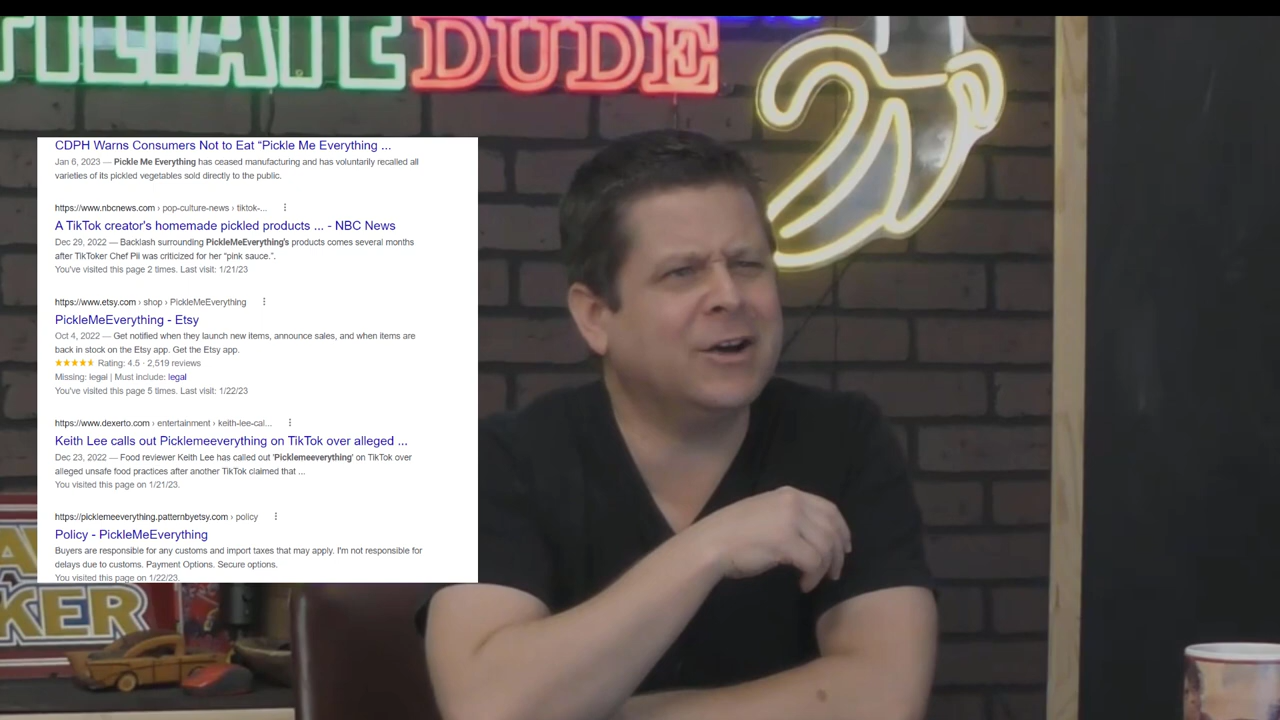 DUDE
CDPH Warns Consumers Not to Eat “Pickle Me Everything ...
Jan 6, 2023 — Pickle Me Everything has ceased manufacturing and has voluntarily recalled all
varieties of its pickled vegetables sold directly to the public.
https://www.nbcnews.com › pop-culture-news › tiktok-...
A TikTok creator's homemade pickled products ... - NBC News
Dec 29, 2022 — Backlash surrounding PickleMeEverything's products comes several months
after TikToker Chef Pii was criticized for her “pink sauce.”.
You've visited this page 2 times. Last visit: 1/21/23
https://www.etsy.com › shop › PickleMeEverything
PickleMeEverything - Etsy
Oct 4, 2022 — Get notified when they launch new items, announce sales, and when items are
back in stock on the Etsy app. Get the Etsy app.
Rating: 4.5 · 2,519 reviews
Missing: legal | Must include: legal
You've visited this page 5 times. Last visit: 1/22/23
https://www.dexerto.com › entertainment › keith-lee-cal...
Keith Lee calls out Picklemeeverything on TikTok over alleged ...
Dec 23, 2022 — Food reviewer Keith Lee has called out 'Picklemeeverything' on TikTok over
alleged unsafe food practices after another TikTok claimed that ...
You visited this page on 1/21/23.
https://picklemeeverything.patternbyetsy.com › policy
Policy - PickleMeEverything
Buyers are responsible for any customs and import taxes that may apply. I'm not responsible for
delays due to customs. Payment Options. Secure options.
You visited this page on 1/22/23.
KER